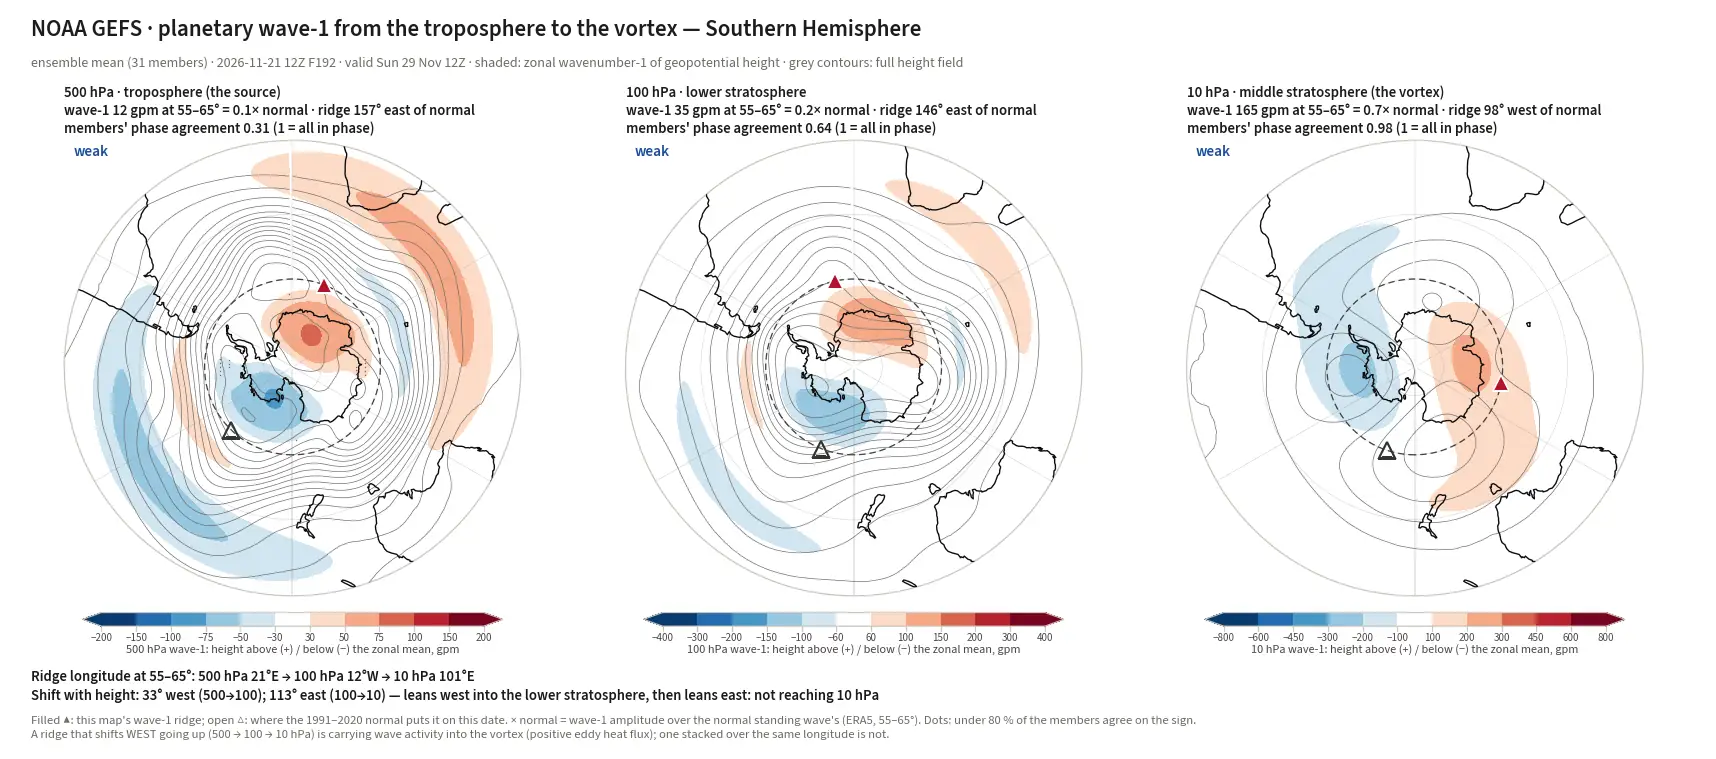 NOAA GEFS · planetary wave-1 from the troposphere to the vortex — Southern Hemisphere
ensemble mean (31 members) · 2026-11-21 12Z F192 · valid Sun 29 Nov 12Z · shaded: zonal wavenumber-1 of geopotential height · grey contours: full height field
500 hPa · troposphere (the source)
wave-1 12 gpm at 55–65° = 0.1× normal · ridge 157° east of normal
members' phase agreement 0.31 (1 = all in phase)
weak
100 hPa · lower stratosphere
wave-1 35 gpm at 55–65° = 0.2× normal · ridge 146° east of normal
members' phase agreement 0.64 (1 = all in phase)
weak
10 hPa · middle stratosphere (the vortex)
wave-1 165 gpm at 55–65° = 0.7× normal · ridge 98° west of normal
members' phase agreement 0.98 (1 = all in phase)
weak
−200 −150 −100 −75 −50 −30 30 50 75 100 150 200
500 hPa wave-1: height above (+) / below (−) the zonal mean, gpm
−400 −300 −200 −150 −100 −60 60 100 150 200 300 400
100 hPa wave-1: height above (+) / below (−) the zonal mean, gpm
−800 −600 −450 −300 −200 −100 100 200 300 450 600 800
10 hPa wave-1: height above (+) / below (−) the zonal mean, gpm
Ridge longitude at 55–65°: 500 hPa 21°E → 100 hPa 12°W → 10 hPa 101°E
Shift with height: 33° west (500→100); 113° east (100→10) — leans west into the lower stratosphere, then leans east: not reaching 10 hPa
Filled ▲: this map's wave-1 ridge; open △: where the 1991–2020 normal puts it on this date. × normal = wave-1 amplitude over the normal standing wave's (ERA5, 55–65°). Dots: under 80 % of the members agree on the sign.
A ridge that shifts WEST going up (500 → 100 → 10 hPa) is carrying wave activity into the vortex (positive eddy heat flux); one stacked over the same longitude is not.